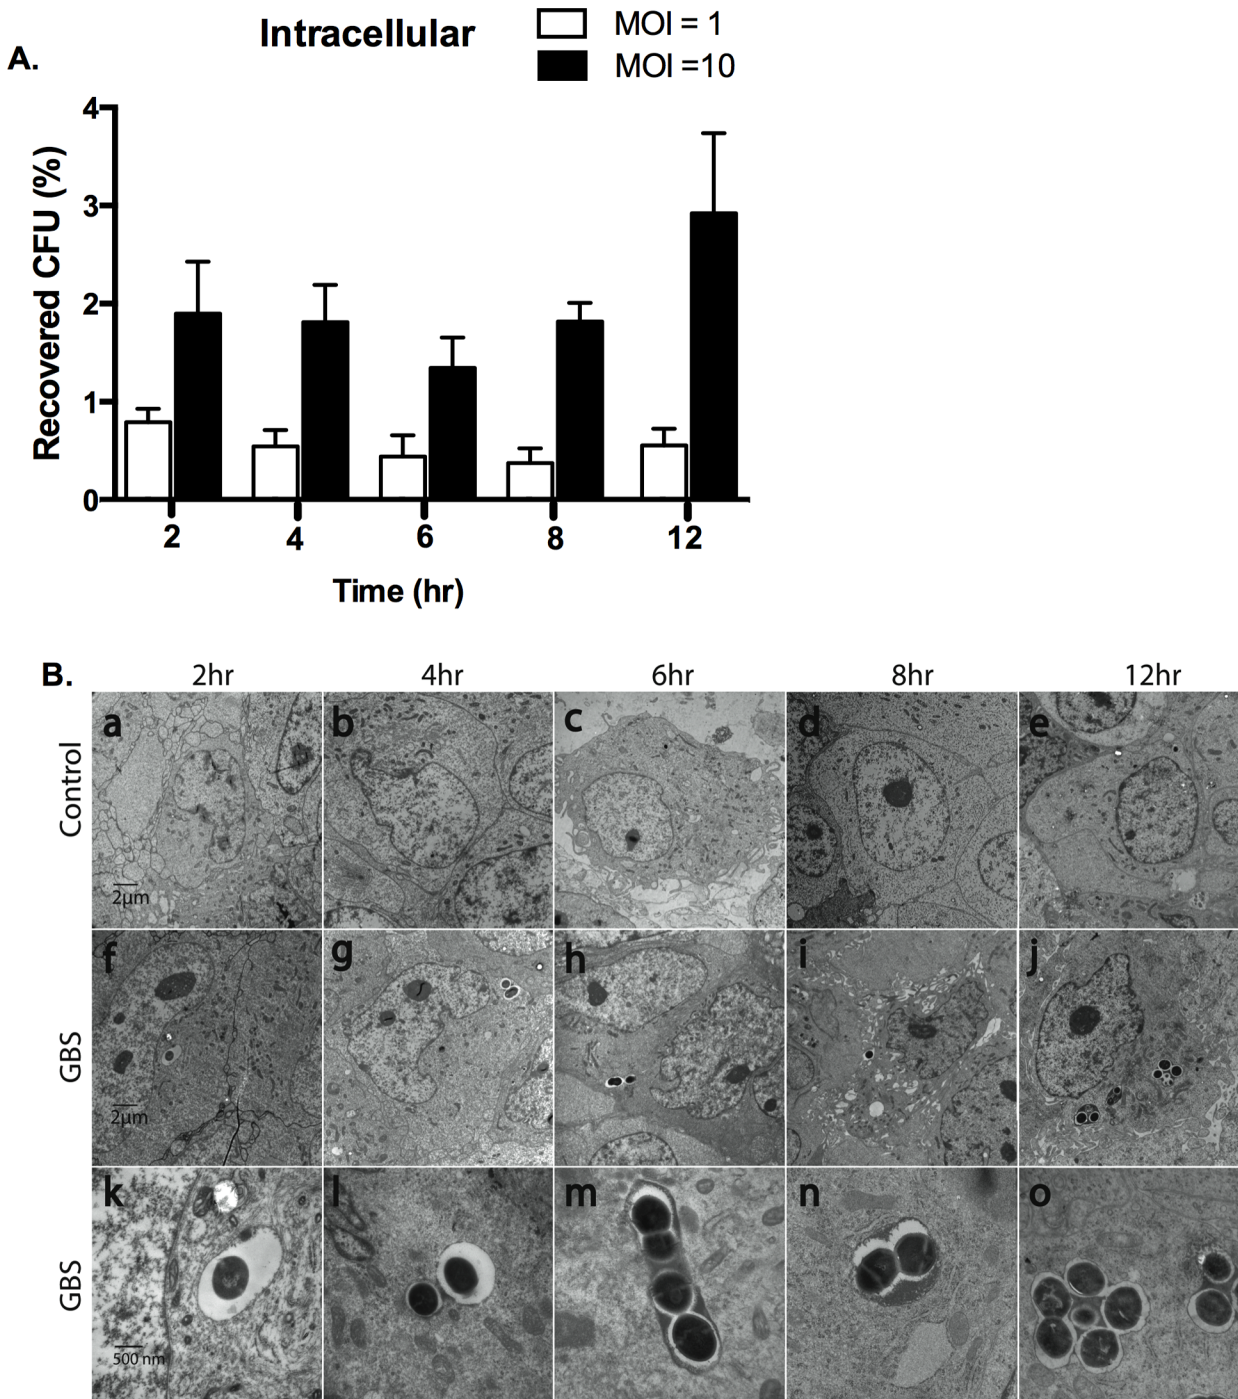 Intracellular
MOI = 1
MOI =10
A.
4
3
2
1
0
Recovered CFU (%)
2 4 6 8 12
Time (hr)
B. 2hr 4hr 6hr 8hr 12hr
Control
a b c d e
2µm
GBS
f g h i j
2µm
GBS
k l m n o
500 nm